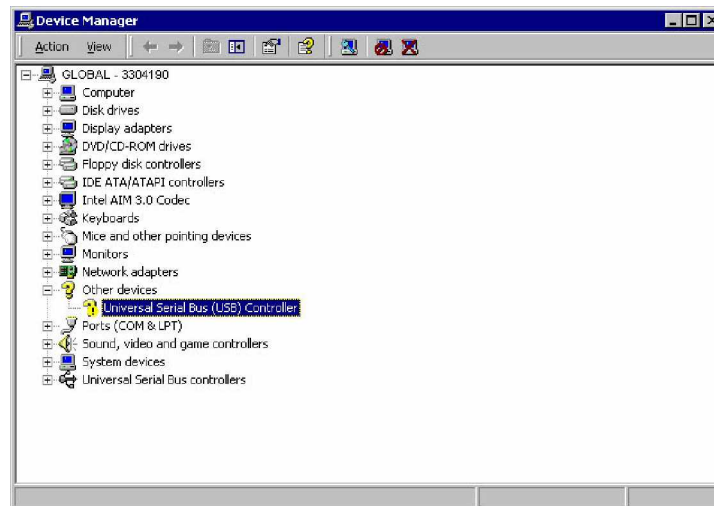 Device Manager
Action View
GLOBAL - 3304190
Computer
Disk drives
Display adapters
DVD/CD-ROM drives
Floppy disk controllers
IDE ATA/ATAPI controllers
Intel AIM 3.0 Codec
Keyboards
Mice and other pointing devices
Monitors
Network adapters
Other devices
Universal Serial Bus (USB) Controller
Ports (COM & LPT)
Sound, video and game controllers
System devices
Universal Serial Bus controllers